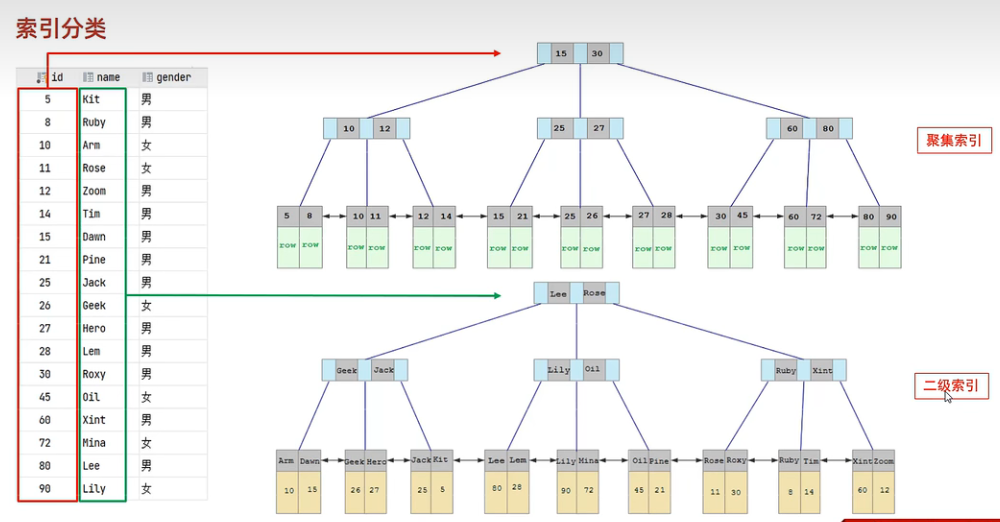 索引分类
id name gender
5 Kit 男
8 Ruby 男
10 Arm 女
11 Rose 女
12 Zoom 男
14 Tim 男
15 Dawn 男
21 Pine 男
25 Jack 男
26 Geek 女
27 Hero 男
28 Lem 男
30 Roxy 男
45 Oil 女
60 Xint 男
72 Mina 女
80 Lee 男
90 Lily 女
15 30
10 12 25 27 60 80
聚集索引
5 8 10 11 12 14 15 21 25 26 27 28 30 45 60 72 80 90
row row row row row row row row row row row row row row row row row row
Lee Rose
Geek Jack Lily Oil Ruby Xint
二级索引
Arm Dawn Geek Hero Jack Kit Lee Lem Lily Mina Oil Pine Rose Roxy Ruby Tim Xint Zoom
10 15 26 27 25 5 80 28 90 72 45 21 11 30 8 14 60 12